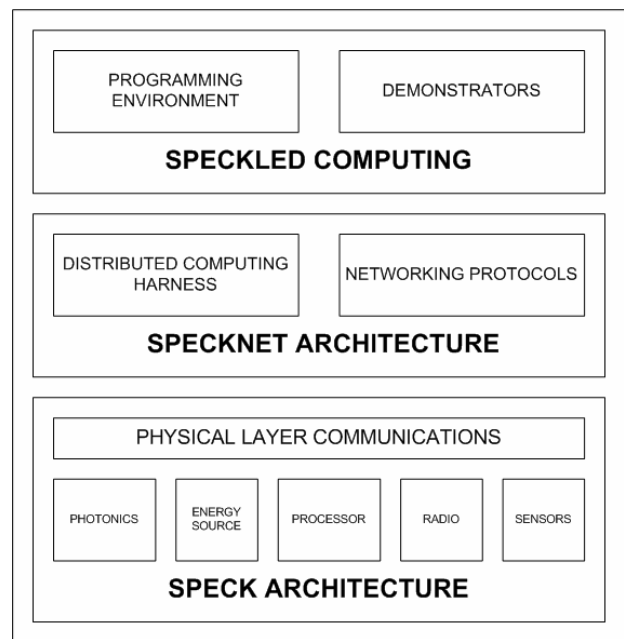 PROGRAMMING
ENVIRONMENT
DEMONSTRATORS
SPECKLED COMPUTING
DISTRIBUTED COMPUTING
HARNESS
NETWORKING PROTOCOLS
SPECKNET ARCHITECTURE
PHYSICAL LAYER COMMUNICATIONS
PHOTONICS
ENERGY
SOURCE
PROCESSOR
RADIO
SENSORS
SPECK ARCHITECTURE